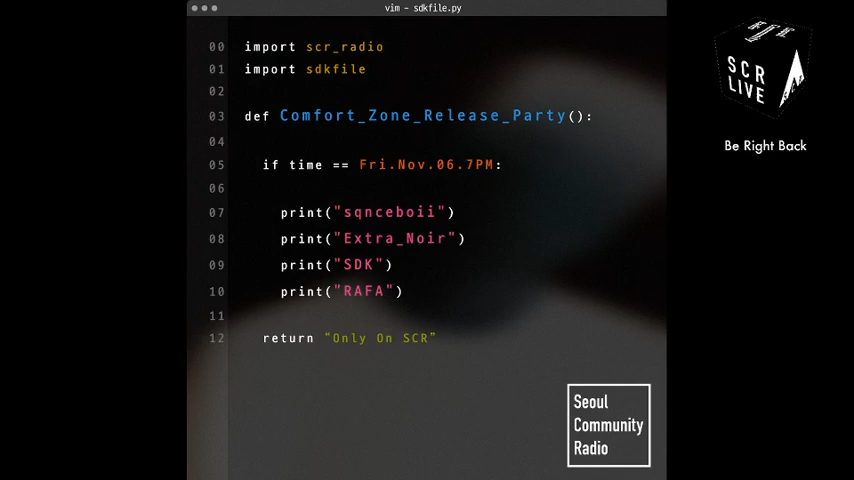 vim - sdkfile.py
00 import scr_radio
01 import sdkfile
02
03 def Comfort_Zone_Release_Party():
04
05 if time == Fri.Nov.06.7PM:
06
07 print("sqnceboii")
08 print("Extra_Noir")
09 print("SDK")
10 print("RAFA")
11
12 return “Only On SCR”
SCR
LIVE
Be Right Back
Seoul
Community
Radio